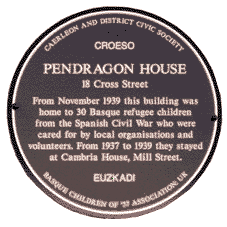 CAERLEON AND DISTRICT CIVIC SOCIETY
CROESO
PENDRAGON HOUSE
18 Cross Street
From November 1939 this building was
home to 30 Basque refugee children
from the Spanish Civil War who were
cared for by local organisations and
volunteers. From 1937 to 1939 they stayed
at Cambria House, Mill Street.
EUZKADI
BASQUE CHILDREN OF '37 ASSOCIATION: UK